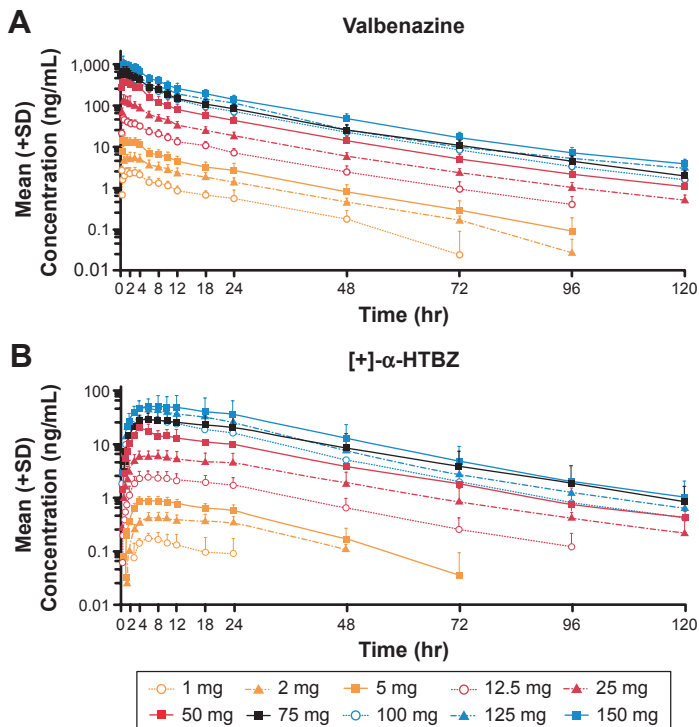 A
Valbenazine
Mean (+SD)
Concentration (ng/mL)
1,000
100
10
1
0.1
0.01
0 2 4 8 12 18 24 48 72 96 120
Time (hr)
B
[+]-α-HTBZ
Mean (+SD)
Concentration (ng/mL)
100
10
1
0.1
0.01
0 2 4 8 12 18 24 48 72 96 120
Time (hr)
1 mg 2 mg 5 mg 12.5 mg 25 mg
50 mg 75 mg 100 mg 125 mg 150 mg